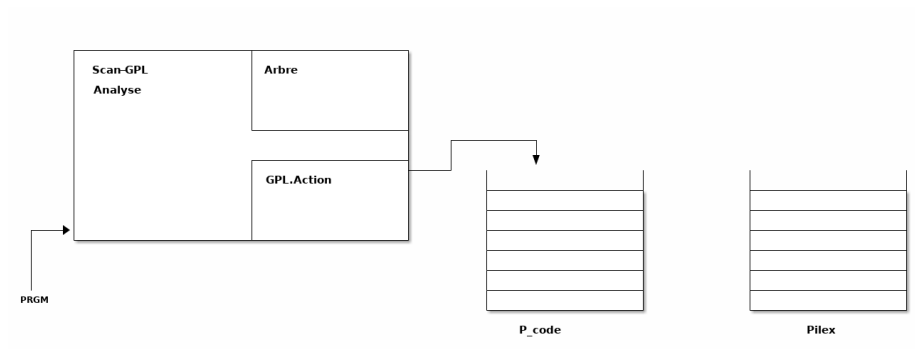 Scan-GPL
Analyse
Arbre
GPL.Action
PRGM
P_code
Pilex